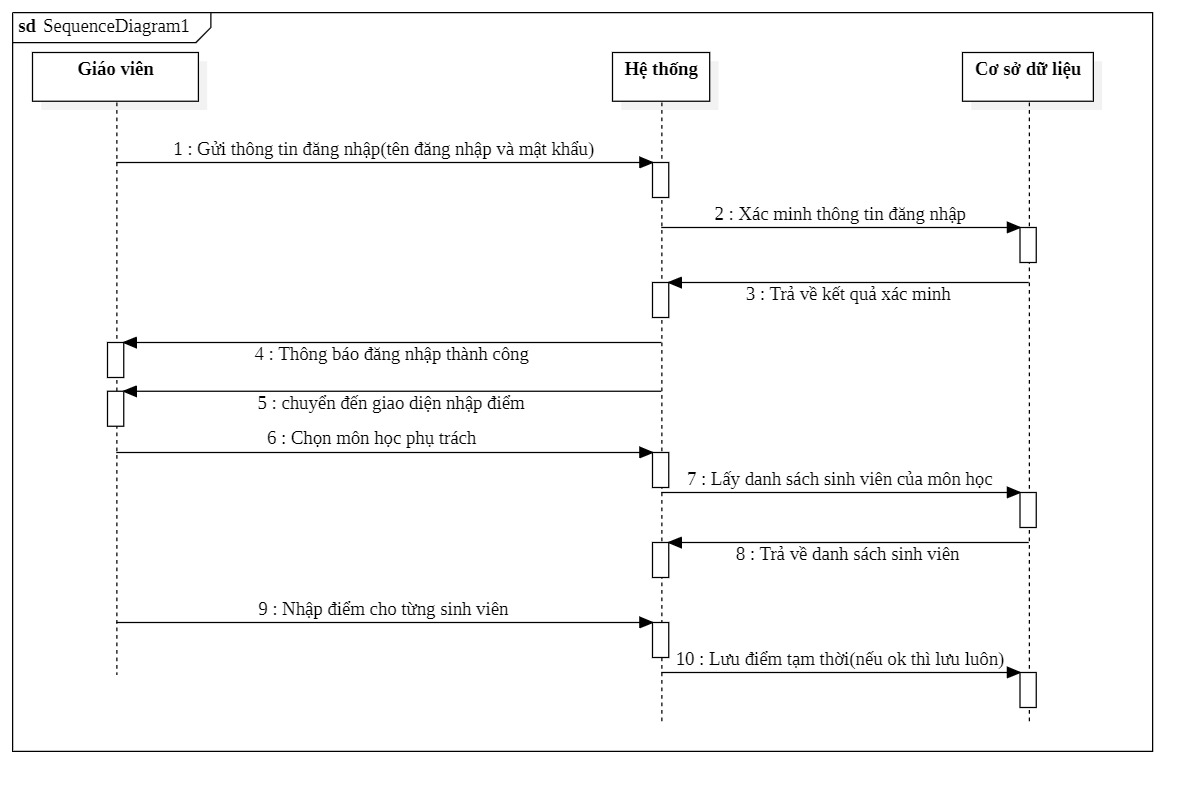 sd SequenceDiagram1
Giáo viên
Hệ thống
Cơ sở dữ liệu
1 : Gửi thông tin đăng nhập(tên đăng nhập và mật khẩu)
2 : Xác minh thông tin đăng nhập
3 : Trả về kết quả xác minh
4 : Thông báo đăng nhập thành công
5 : chuyển đến giao diện nhập điểm
6 : Chọn môn học phụ trách
7 : Lấy danh sách sinh viên của môn học
8 : Trả về danh sách sinh viên
9 : Nhập điểm cho từng sinh viên
10 : Lưu điểm tạm thời(nếu ok thì lưu luôn)